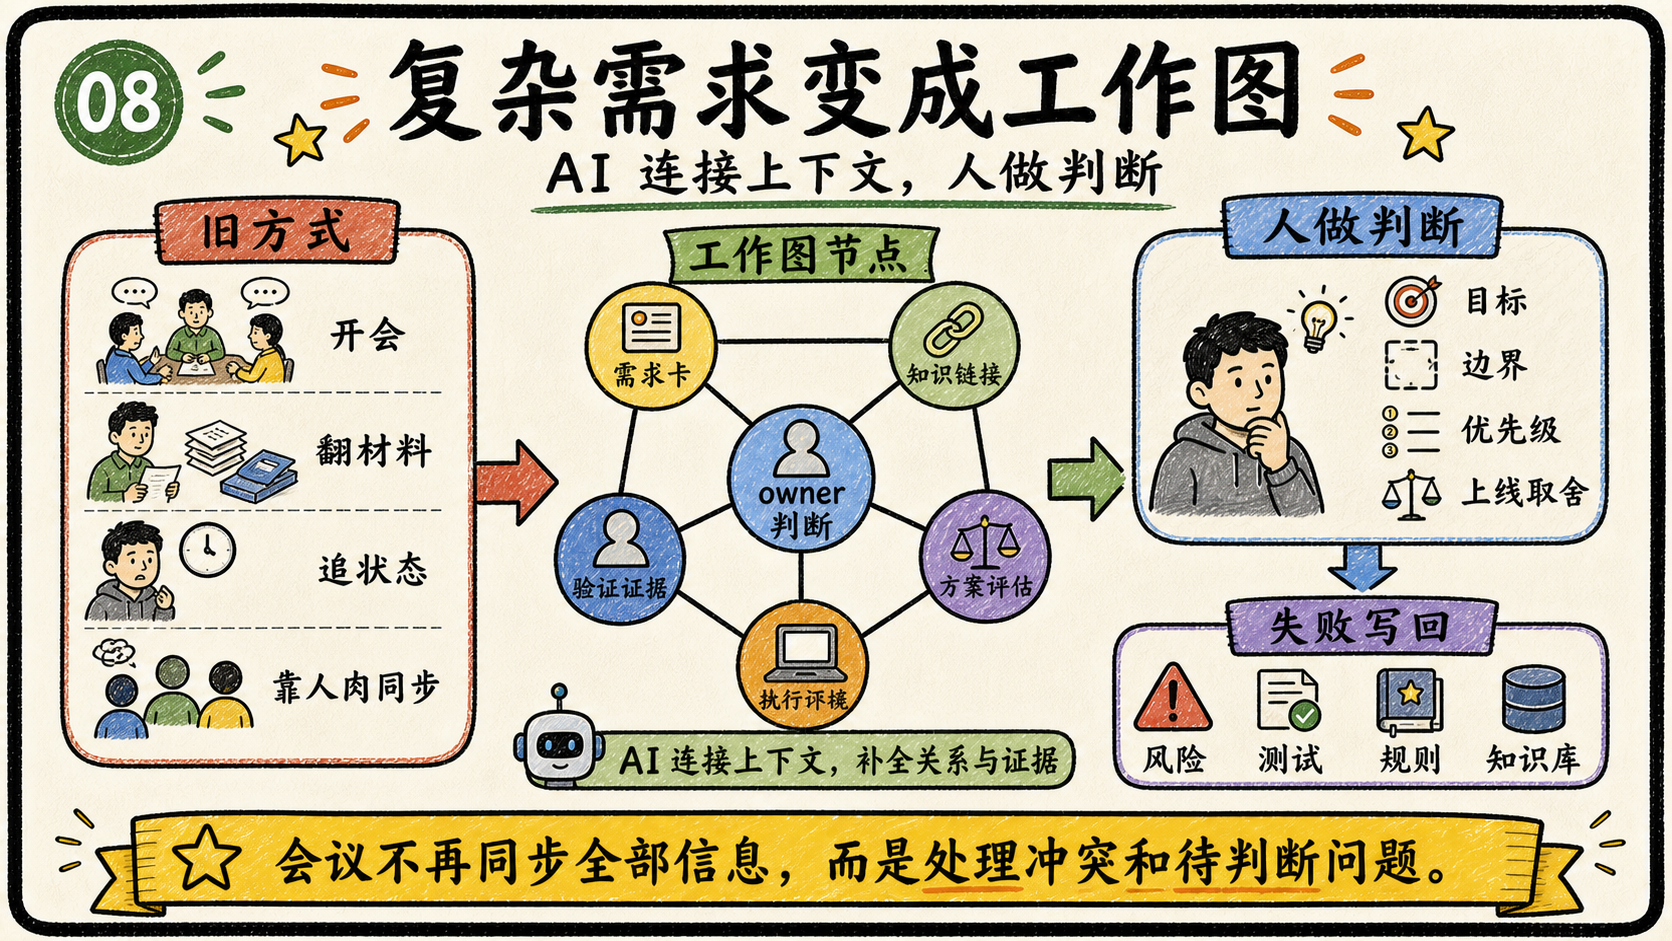 08
复杂需求变成工作图
AI 连接上下文，人做判断
旧方式
开会
翻材料
追状态
靠人肉同步
工作图节点
需求卡
知识链接
owner
判断
验证证据
方案评估
执行评
AI 连接上下文，补全关系与证据
人做判断
目标
边界
1
2
3
优先级
上线取舍
失败写回
风险
测试
规则
知识库
会议不再同步全部信息，而是处理冲突和待判断问题。